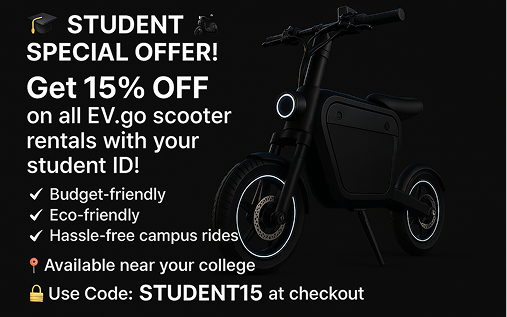 🎓 STUDENT 🛵
SPECIAL OFFER!
Get 15% OFF
on all EV.go scooter
rentals with your
student ID!
✓ Budget-friendly
✓ Eco-friendly
✓ Hassle-free campus rides
📍 Available near your college
🔒 Use Code: STUDENT15 at checkout